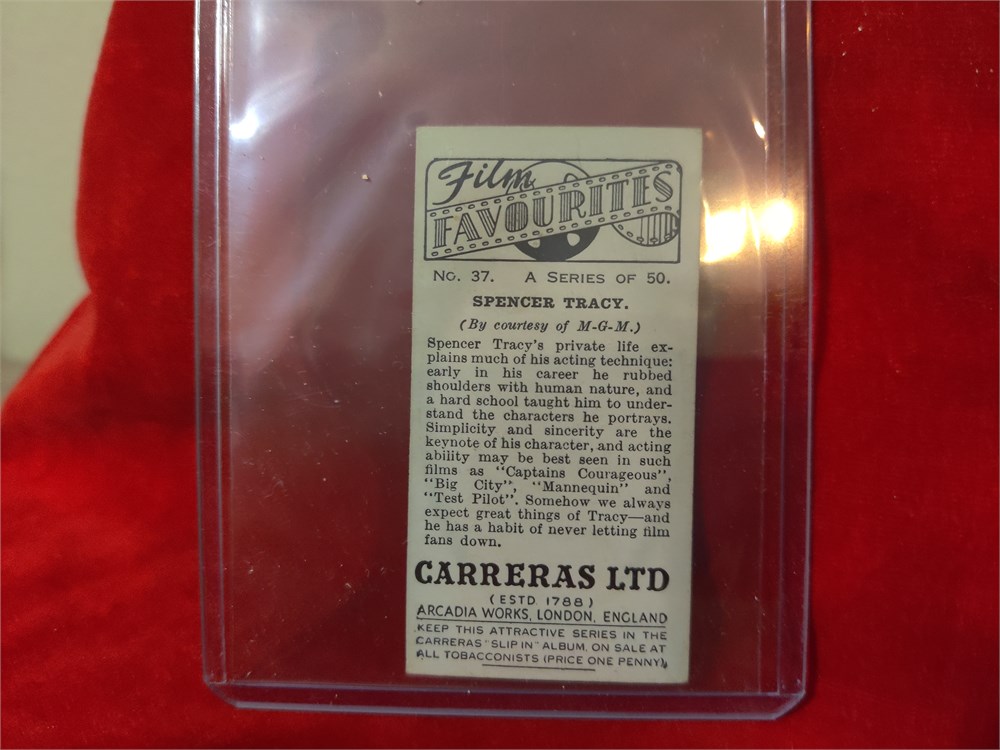 Film
FAVOURITES
No. 37. A SERIES OF 50.
SPENCER TRACY.
(By courtesy of M-G-M.)
Spencer Tracy's private life ex-
plains much of his acting technique:
early in his career he rubbed
shoulders with human nature, and
a hard school taught him to under-
stand the characters he portrays.
Simplicity and sincerity are the
keynote of his character, and acting
ability may be best seen in such
films as "Captains Courageous",
"Big City", "Mannequin" and
"Test Pilot". Somehow we always
expect great things of Tracy—and
he has a habit of never letting film
fans down.
CARRERAS LTD
(ESTD. 1788)
ARCADIA WORKS, LONDON, ENGLAND
KEEP THIS ATTRACTIVE SERIES IN THE
CARRERAS "SLIP IN" ALBUM, ON SALE AT
ALL TOBACCONISTS (PRICE ONE PENNY).